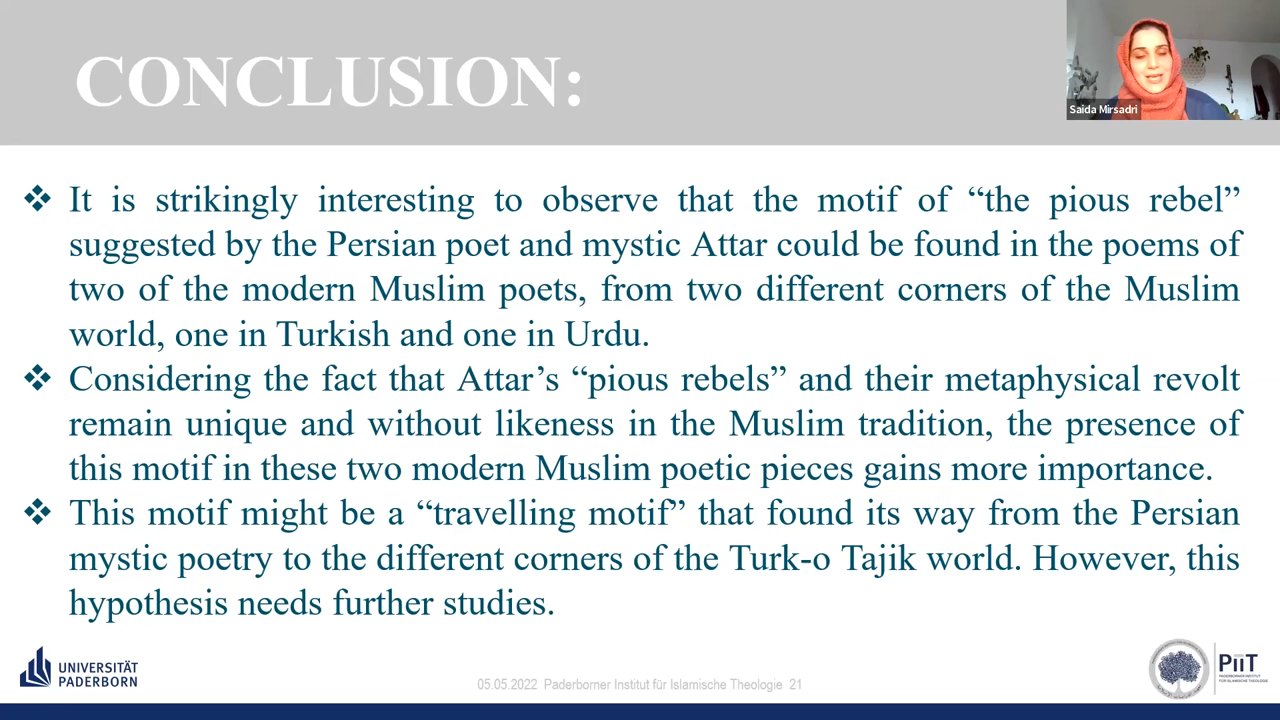 CONCLUSION:
Saida Mirsadri
❖ It is strikingly interesting to observe that the motif of “the pious rebel”
suggested by the Persian poet and mystic Attar could be found in the poems of
two of the modern Muslim poets, from two different corners of the Muslim
world, one in Turkish and one in Urdu.
❖ Considering the fact that Attar’s “pious rebels” and their metaphysical revolt
remain unique and without likeness in the Muslim tradition, the presence of
this motif in these two modern Muslim poetic pieces gains more importance.
❖ This motif might be a “travelling motif” that found its way from the Persian
mystic poetry to the different corners of the Turk-o Tajik world. However, this
hypothesis needs further studies.
UNIVERSITÄT
PADERBORN
05.05.2022 Paderborner Institut für Islamische Theologie 21
PiiT
PADERBORNER INSTITUT
FÜR ISLAMISCHE THEOLOGIE